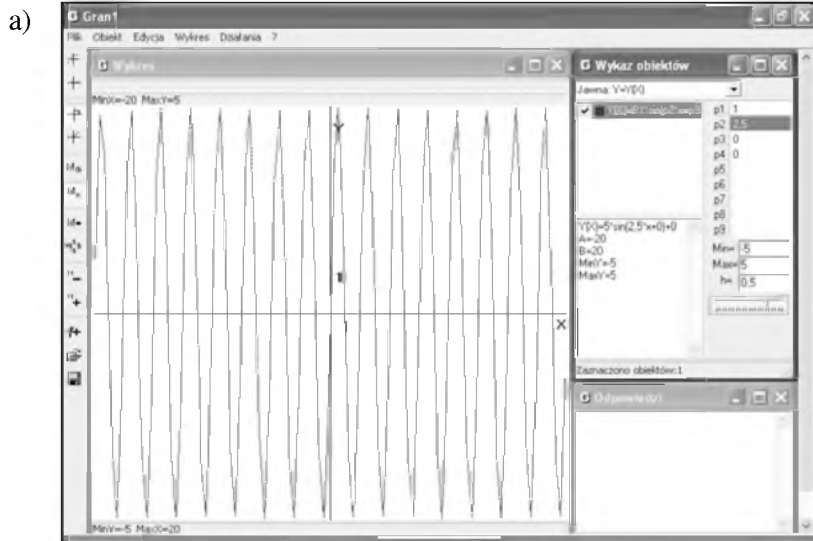 a)
Gran1
Plik Obiekt Edycja Wykres Działania ?
Wykres
MinX=-20 MaxY=5
Y
1
X
MinY=-5 MaxX=20
Wykaz obiektów
Jawna: Y=Y(X)
p1 1
p2 2.5
p3 0
p4 0
p5
p6
p7
p8
p9
Min= -5
Max= 5
h= 0.5
Y(X)=5*sin(2.5*x+0)+0
A=-20
B=20
MinY=-5
MaxY=5
Zaznaczono obiektów:1
Odpowiedzi